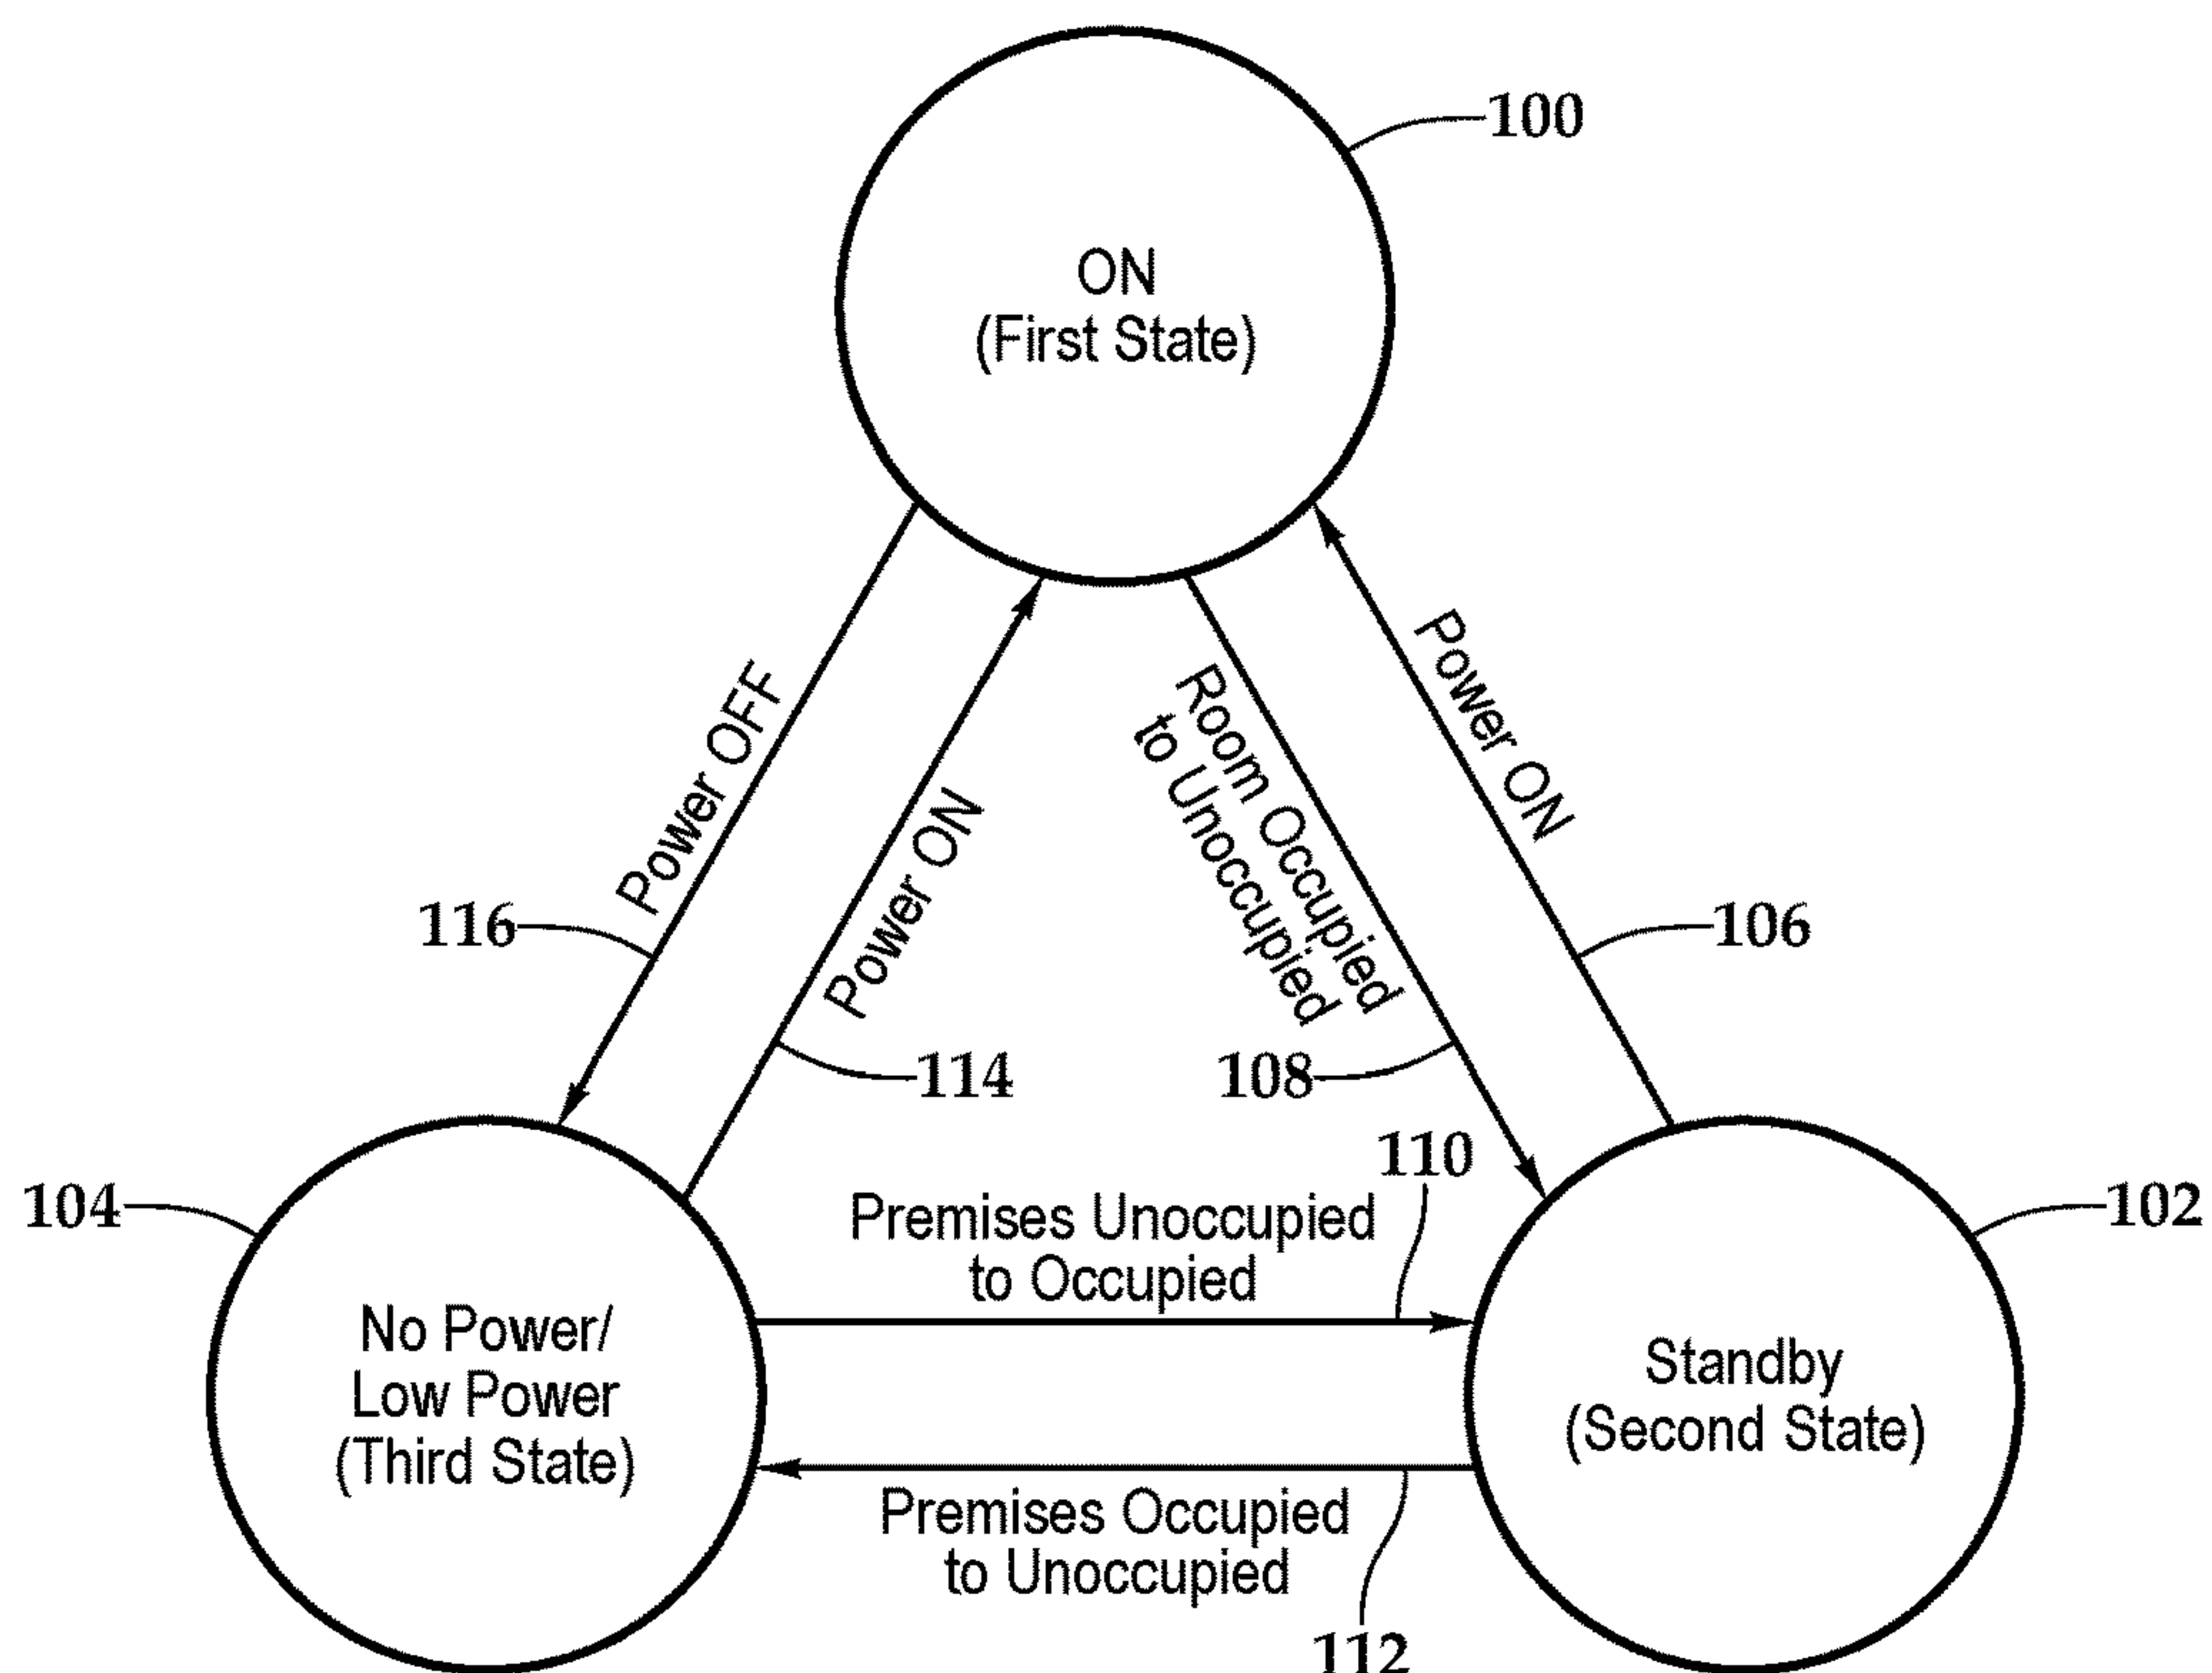 100
ON
(First State)
Power OFF
Power ON
Room Occupied
to Unoccupied
Power ON
116
106
114
108
110
104
102
Premises Unoccupied
to Occupied
No Power/
Low Power
(Third State)
Standby
(Second State)
Premises Occupied
to Unoccupied
112